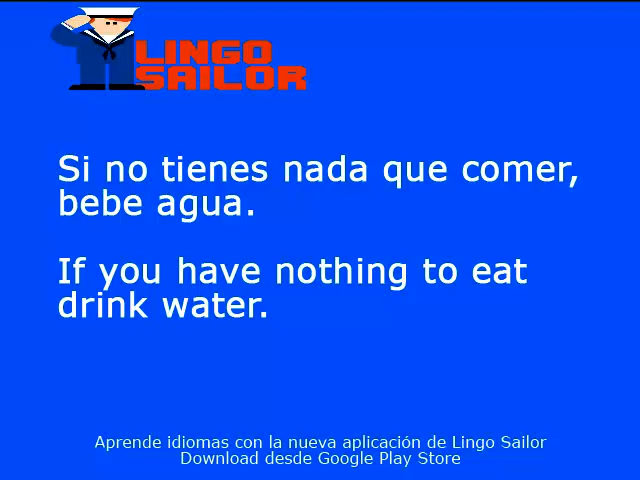 LINGO
SAILOR
Si no tienes nada que comer,
bebe agua.
If you have nothing to eat
drink water.
Aprende idiomas con la nueva aplicación de Lingo Sailor
Download desde Google Play Store